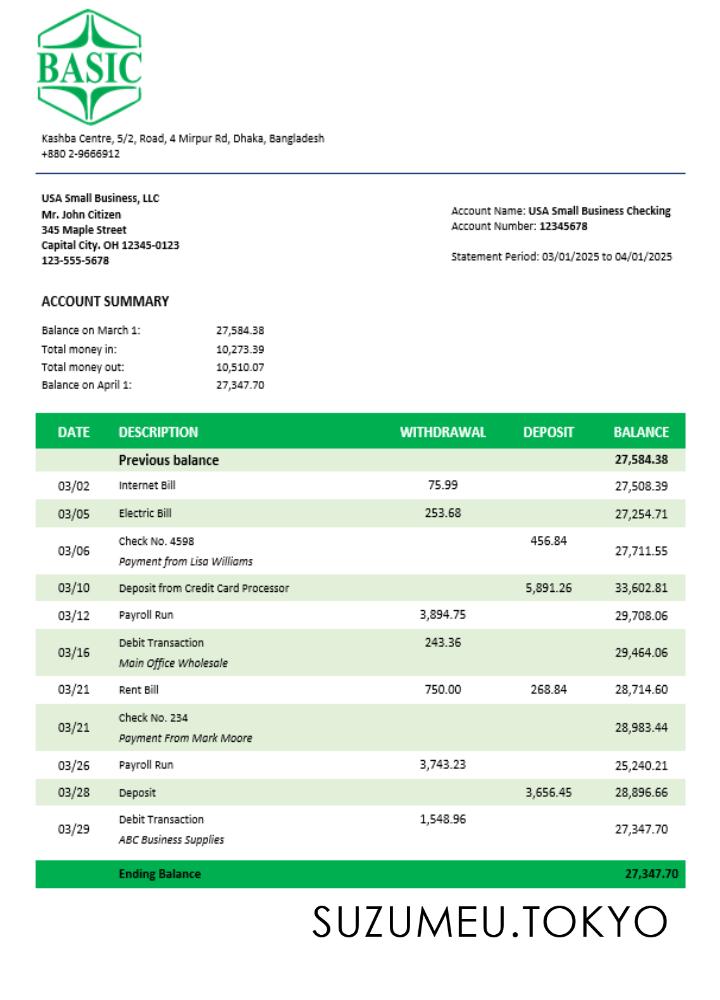 BASIC
Kashba Centre, 5/2, Road, 4 Mirpur Rd, Dhaka, Bangladesh
+880 2-9666912
USA Small Business, LLC
Mr. John Citizen
345 Maple Street
Capital City. OH 12345-0123
123-555-5678
Account Name: USA Small Business Checking
Account Number: 12345678
Statement Period: 03/01/2025 to 04/01/2025
ACCOUNT SUMMARY
Balance on March 1: 27,584.38
Total money in: 10,273.39
Total money out: 10,510.07
Balance on April 1: 27,347.70
DATE DESCRIPTION WITHDRAWAL DEPOSIT BALANCE
Previous balance 27,584.38
03/02 Internet Bill 75.99 27,508.39
03/05 Electric Bill 253.68 27,254.71
03/06 Check No. 4598 456.84 27,711.55
Payment from Lisa Williams
03/10 Deposit from Credit Card Processor 5,891.26 33,602.81
03/12 Payroll Run 3,894.75 29,708.06
03/16 Debit Transaction 243.36 29,464.06
Main Office Wholesale
03/21 Rent Bill 750.00 268.84 28,714.60
03/21 Check No. 234 28,983.44
Payment From Mark Moore
03/26 Payroll Run 3,743.23 25,240.21
03/28 Deposit 3,656.45 28,896.66
03/29 Debit Transaction 1,548.96 27,347.70
ABC Business Supplies
Ending Balance 27,347.70
SUZUMEU.TOKYO